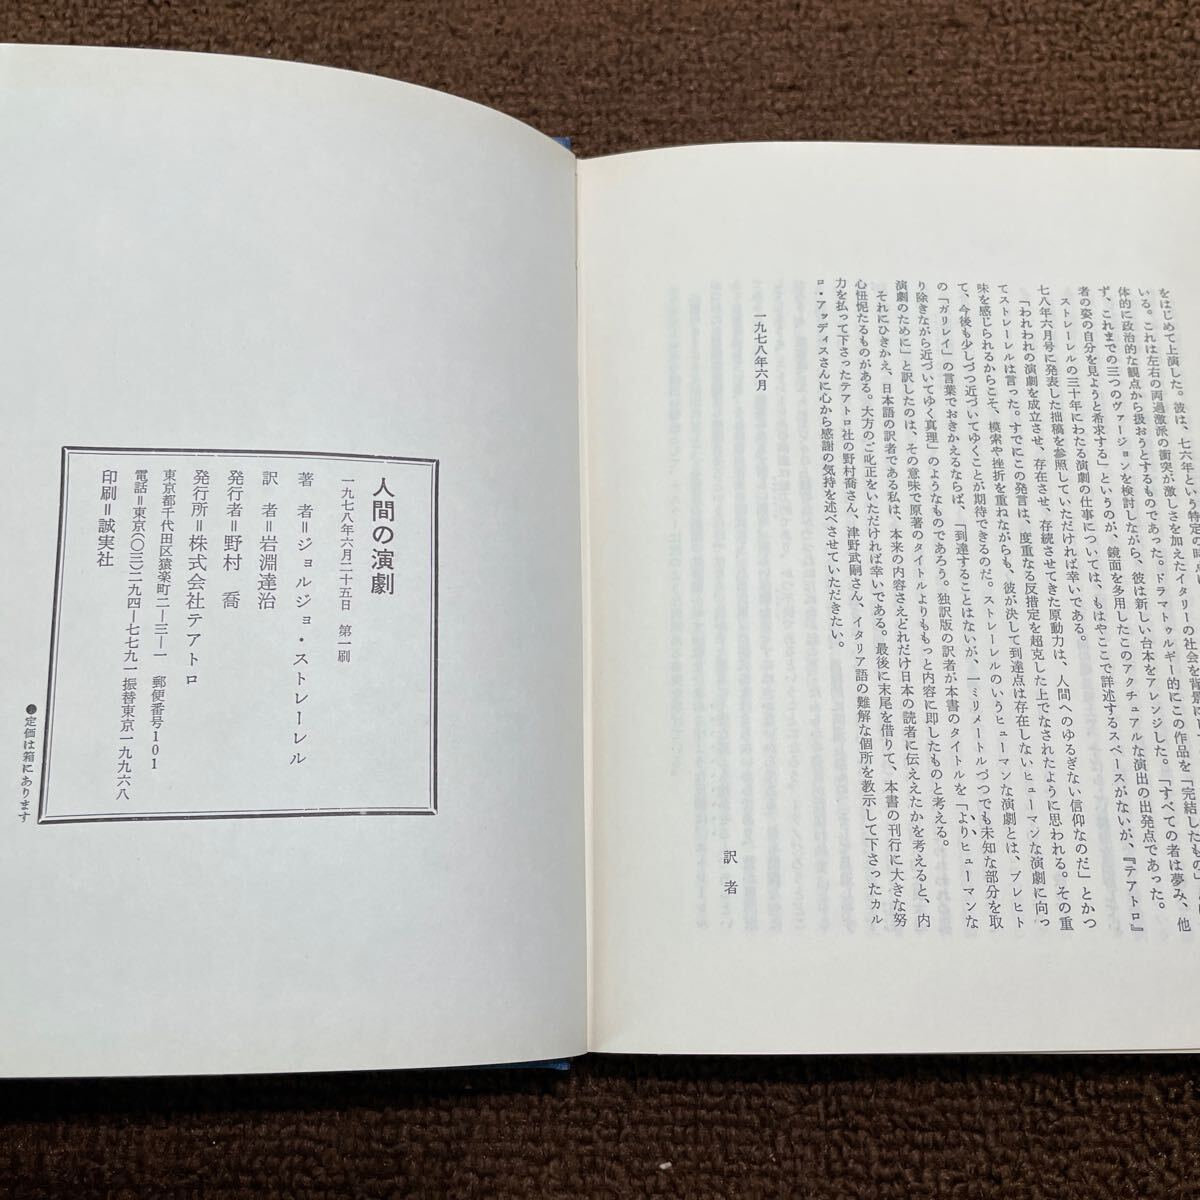 をはじめて上演した。彼は、七六年という特定の時点
いる。これは左右の両過激派の衝突が激しさを加えたイタリーの社会を背景にして
体的に政治的な観点から扱おうとするものであった。ドラマトゥルギー的にこの作品を「完結したもの」
ず、これまでの三つのヴァージョンを検討しながら、彼は新しい台本をアレンジした。「すべての者は夢み、他
者の姿の自分を見ようと希求する」というのが、鏡面を多用したこのアクチュアルな演出の出発点であった。
ストレーレルの三十年にわたる演劇の仕事については、もはやここで詳述するスペースがないが、『テアトロ』
七八年六月号に発表した拙稿を参照していただければ幸いである。
「われわれの演劇を成立させ、存在させ、存続させてきた原動力は、人間へのゆるぎない信仰なのだ」とかつ
てストレーレルは言った。すでにこの発言は、度重なる反措定を超克した上でなされたように思われる。その重
味を感じられるからこそ、模索や挫折を重ねながらも、彼が決して到達点は存在しないヒューマンな演劇に向っ
て、今後も少しづつ近づいてゆくことが期待できるのだ。ストレーレルのいうヒューマンな演劇とは、ブレヒト
の「ガリレイ」の言葉でおきかえるならば、「到達することはないが、一ミリメートルづつでも未知な部分を取
り除きながら近づいてゆく真理」のようなものであろう。独訳版の訳者が本書のタイトルを「よりヒューマンな
演劇のために」と訳したのは、その意味で原著のタイトルよりももっと内容に即したものと考える。
それにひきかえ、日本語の訳者である私は、本来の内容さえどれだけ日本の読者に伝ええたかを考えると、内
心忸怩たるものがある。大方のご叱正をいただければ幸いである。最後に末尾を借りて、本書の刊行に大きな努
力を払って下さったテアトロ社の野村喬さん、津野武嗣さん、イタリア語の難解な個所を教示して下さったカル
ロ・アッディスさんに心から感謝の気持を述べさせていただきたい。
一九七八年六月
訳者
人間の演劇
一九七八年六月二十五日 第一刷
著 者＝ジョルジョ・ストレーレル
訳 者＝岩淵達治
発行者＝野村 喬
発行所＝株式会社テアトロ
東京都千代田区猿楽町二―三―一 郵便番号101
電話＝東京(〇三)二九四―七七九一 振替東京一九九六八
印刷＝誠実社
●定価は箱にあります